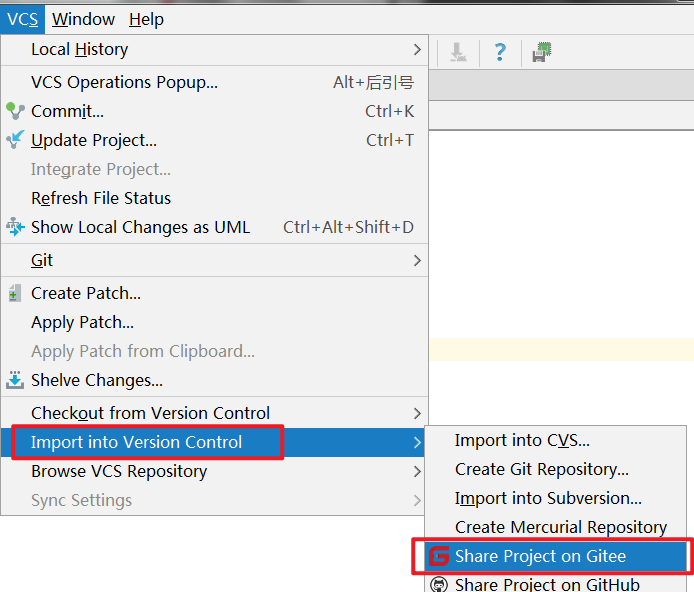 VCS Window Help
Local History
VCS Operations Popup... Alt+后引号
Commit... Ctrl+K
Update Project... Ctrl+T
Integrate Project...
Refresh File Status
Show Local Changes as UML Ctrl+Alt+Shift+D
Git
Create Patch...
Apply Patch...
Apply Patch from Clipboard...
Shelve Changes...
Checkout from Version Control
Import into Version Control
Browse VCS Repository
Sync Settings
Import into CVS...
Create Git Repository...
Import into Subversion...
Create Mercurial Repository
Share Project on Gitee
Share Project on GitHub